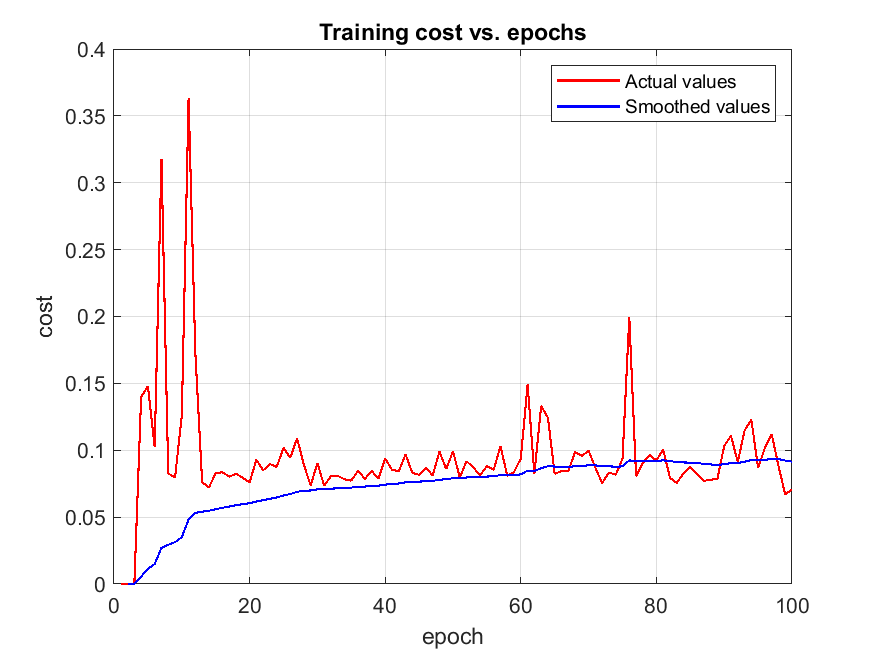 Training cost vs. epochs
0.4
0.35
0.3
0.25
0.2
0.15
0.1
0.05
0
cost
Actual values
Smoothed values
0 20 40 60 80 100
epoch